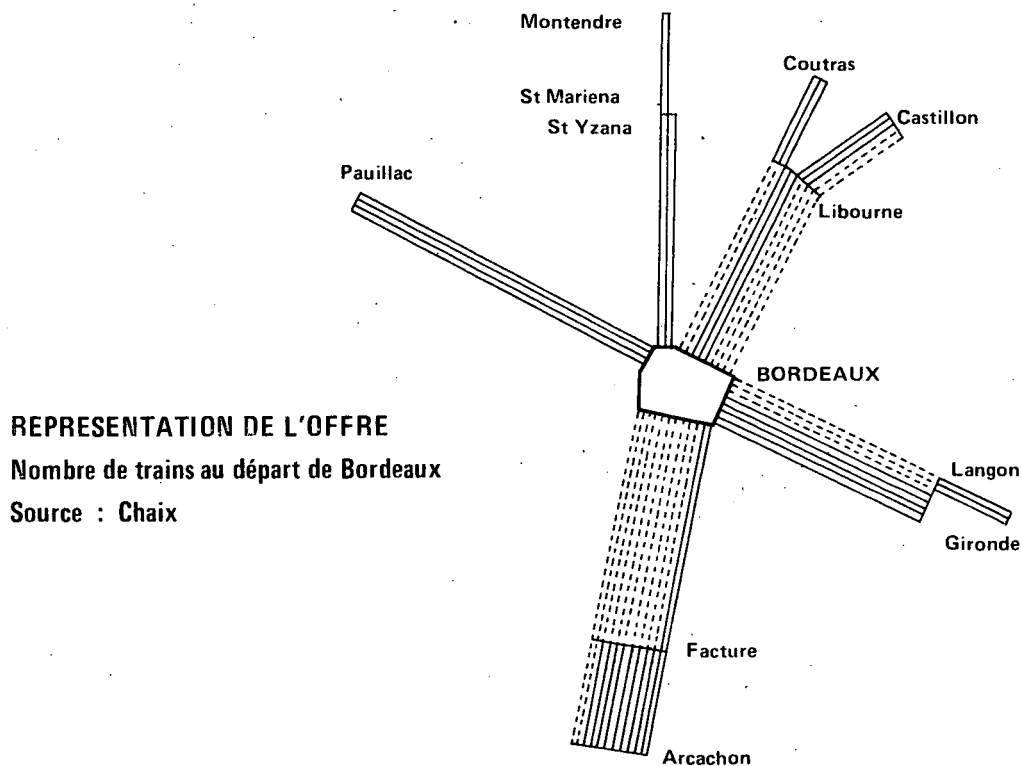 Montendre
Coutras
St Mariena
Castillon
St Yzana
Pauillac
Libourne
BORDEAUX
REPRESENTATION DE L'OFFRE
Nombre de trains au départ de Bordeaux
Source : Chaix
Langon
Gironde
Facture
Arcachon